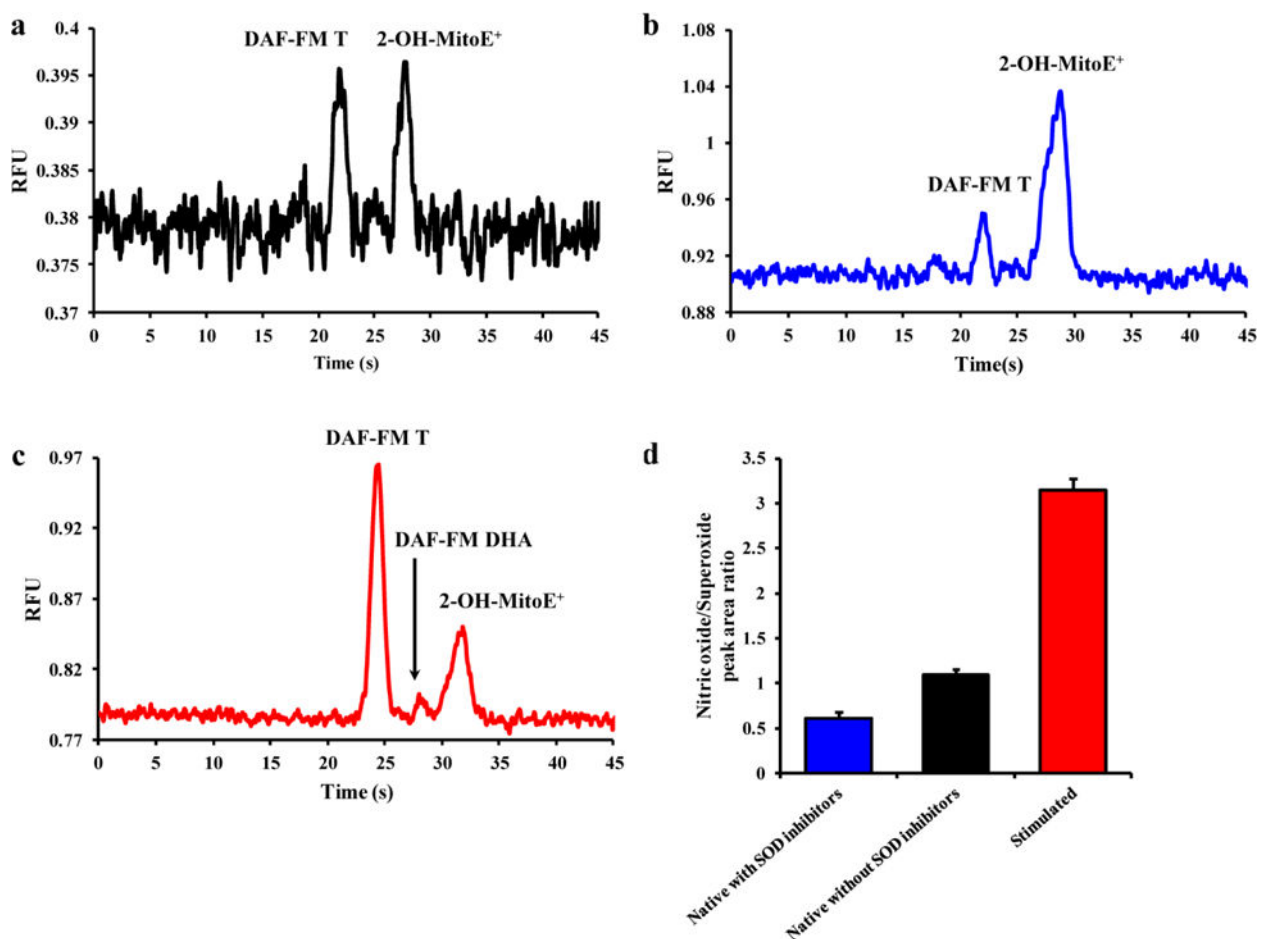 a
DAF-FM T
2-OH-MitoE+
0.4
0.395
0.39
0.385
0.38
0.375
0.37
RFU
0 5 10 15 20 25 30 35 40 45
Time (s)
b
2-OH-MitoE+
DAF-FM T
1.08
1.04
1
0.96
0.92
0.88
RFU
0 5 10 15 20 25 30 35 40 45
Time(s)
c
DAF-FM T
DAF-FM DHA
2-OH-MitoE+
0.97
0.92
0.87
0.82
0.77
RFU
0 5 10 15 20 25 30 35 40 45
Time (s)
d
3.5
3
2.5
2
1.5
1
0.5
0
Nitric oxide/Superoxide
peak area ratio
Native with SOD inhibitors
Native without SOD inhibitors
Stimulated